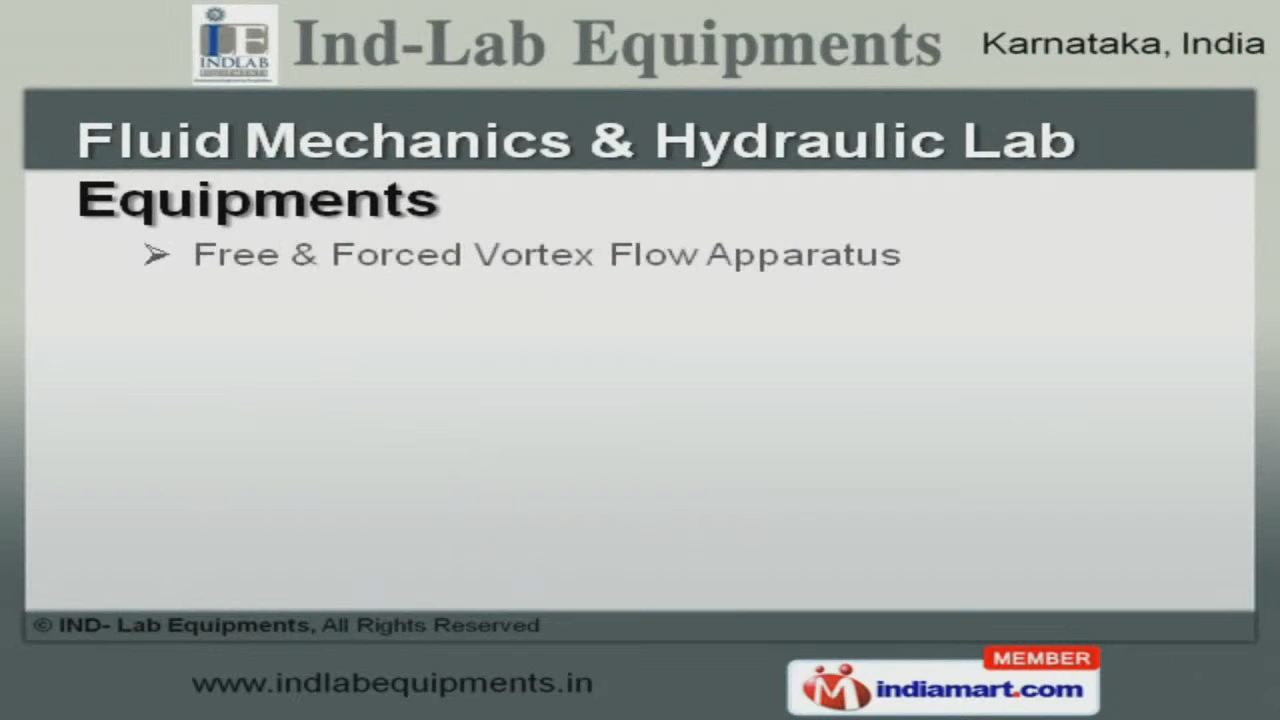 IE
INDLAB
Ind-Lab Equipments
Karnataka, India
Fluid Mechanics & Hydraulic Lab
Equipments
➢ Free & Forced Vortex Flow Apparatus
© IND- Lab Equipments, All Rights Reserved
www.indlabequipments.in
MEMBER
indiamart.com